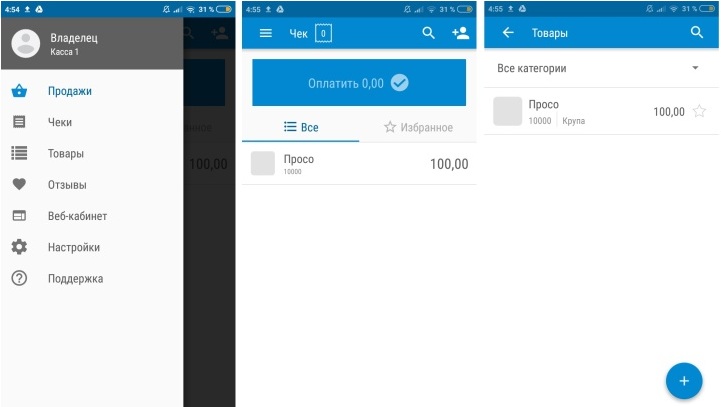 4:54
31 %
Владелец
Касса 1
Продажи
Чеки
Товары
Отзывы
Веб-кабинет
Настройки
Поддержка
100,00
4:55
31 %
Чек 0
Оплатить 0,00
Все
Избранное
Просо
10000
100,00
4:55
31 %
Товары
Все категории
Просо
10000 Крупа
100,00